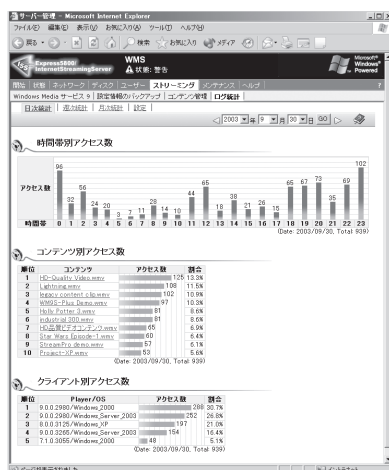 サーバー管理 - Microsoft Internet Explorer
ファイル(F) 編集(E) 表示(V) お気に入り(A) ツール(T) ヘルプ(H)
戻る 検索 お気に入り メディア
Express5800/
InternetStreamingServer
WMS
状態: 警告
Microsoft
Windows
Powered
開始 状態 ネットワーク ディスク ユーザー ストリーミング メンテナンス ヘルプ
Windows Media サービス 9 設定情報のバックアップ コンテンツ管理 ログ統計
日次統計 週次統計 月次統計 設定
2003 年 9 月 30 日 GO
時間帯別アクセス数
アクセス数 96 32 56 24 20 3 7 11 28 14 10 44 65 18 38 21 26 15 65 67 73 35 69 102
時間帯 0 1 2 3 4 5 6 7 8 9 10 11 12 13 14 15 16 17 18 19 20 21 22 23
(Date: 2003/09/30, Total 939)
コンテンツ別アクセス数
順位 コンテンツ アクセス数 割合
1 HD-Quality Video.wmv 125 13.3%
2 Lightning.wmv 108 11.5%
3 legacy content clip.wmv 102 10.9%
4 WM9S-Plus Demo.wmv 97 10.3%
5 Holly Potter 3.wmv 81 8.6%
6 industrial 300.wmv 81 8.6%
7 HD品質ビデオコンテンツ.wmv 65 6.9%
8 Star Wars Episode-1.wmv 60 6.4%
9 StreamPro demo.wmv 57 6.1%
10 Project-XP.wmv 53 5.6%
(Date: 2003/09/30, Total 939)
クライアント別アクセス数
順位 Player/OS アクセス数 割合
1 9.0.0.2980/Windows_2000 288 30.7%
2 9.0.0.2980/Windows_Server_2003 252 26.8%
3 8.0.0.3125/Windows_XP 197 21.0%
4 9.0.0.3265/Windows_Server_2003 154 16.4%
5 7.1.0.3055/Windows_2000 48 5.1%
(Date: 2003/09/30, Total 939)
ページが表示されました
イントラネット